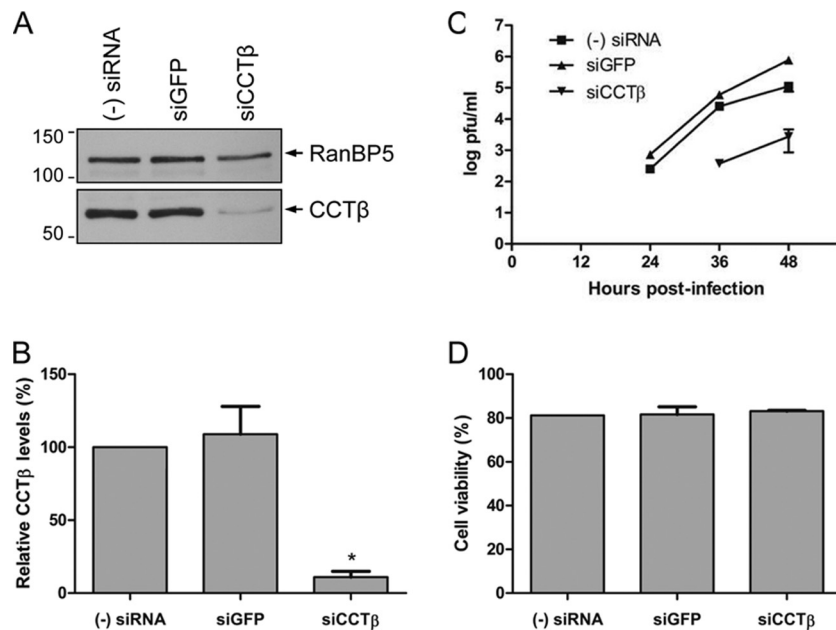 A
(-) siRNA
siGFP
siCCTβ
150
100
RanBP5
50
CCTβ
C
7
6
5
4
3
2
1
0
log pfu/ml
(-) siRNA
siGFP
siCCTβ
0 12 24 36 48
Hours post-infection
B
150
100
50
0
Relative CCTβ levels (%)
*
(-) siRNA siGFP siCCTβ
D
100
80
60
40
20
0
Cell viability (%)
(-) siRNA siGFP siCCTβ